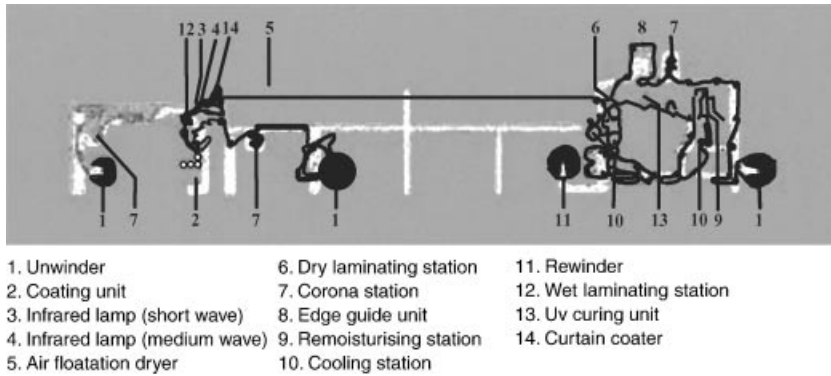 12 3 4 14 5 6 8 7
1 7 2 7 1 11 10 13 10 9 1
1. Unwinder
2. Coating unit
3. Infrared lamp (short wave)
4. Infrared lamp (medium wave)
5. Air floatation dryer
6. Dry laminating station
7. Corona station
8. Edge guide unit
9. Remoisturising station
10. Cooling station
11. Rewinder
12. Wet laminating station
13. Uv curing unit
14. Curtain coater